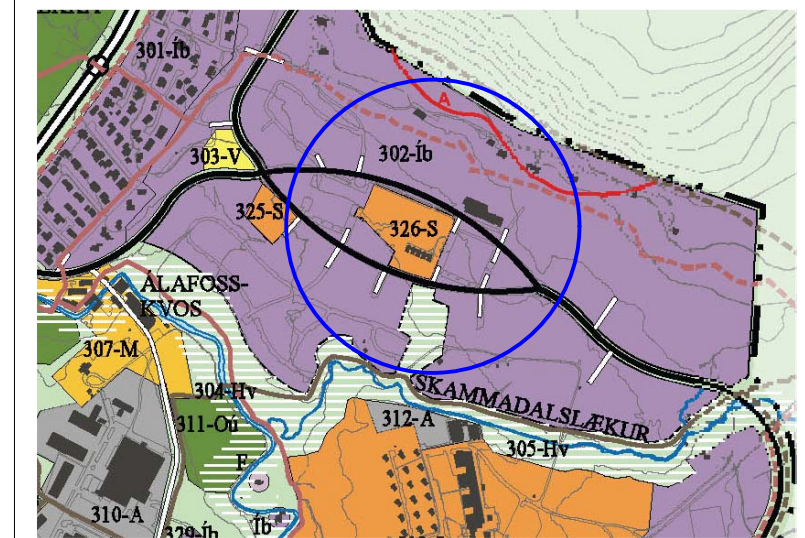 301-Íb
A
302-Íb
303-V
325-S
326-S
ÁLAFOSS-
KVOS
307-M
304-Hv
SKAMMADALSLÆKUR
311-Oú
312-A
305-Hv
F
310-A
329-Íb
Íb